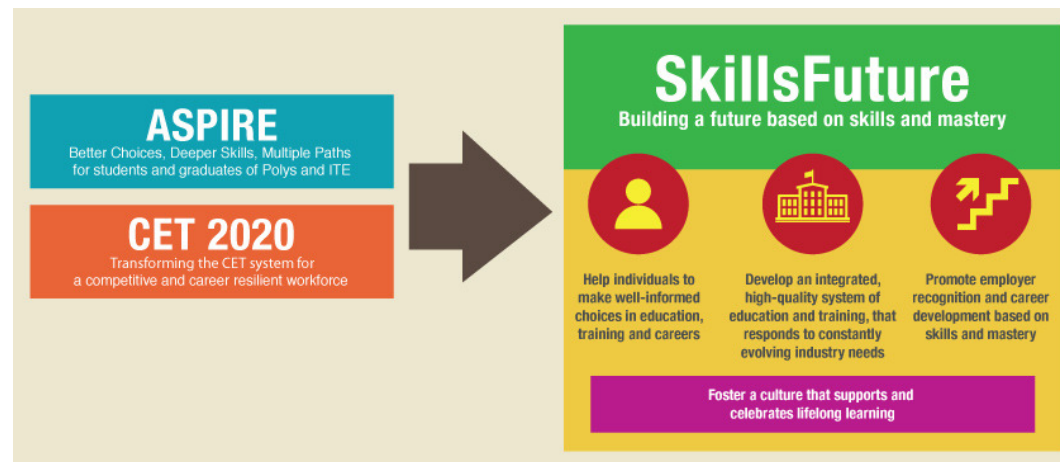 ASPIRE
Better Choices, Deeper Skills, Multiple Paths
for students and graduates of Polys and ITE
CET 2020
Transforming the CET system for
a competitive and career resilient workforce
SkillsFuture
Building a future based on skills and mastery
Help individuals to
make well-informed
choices in education,
training and careers
Develop an integrated,
high-quality system of
education and training, that
responds to constantly
evolving industry needs
Promote employer
recognition and career
development based on
skills and mastery
Foster a culture that supports and
celebrates lifelong learning